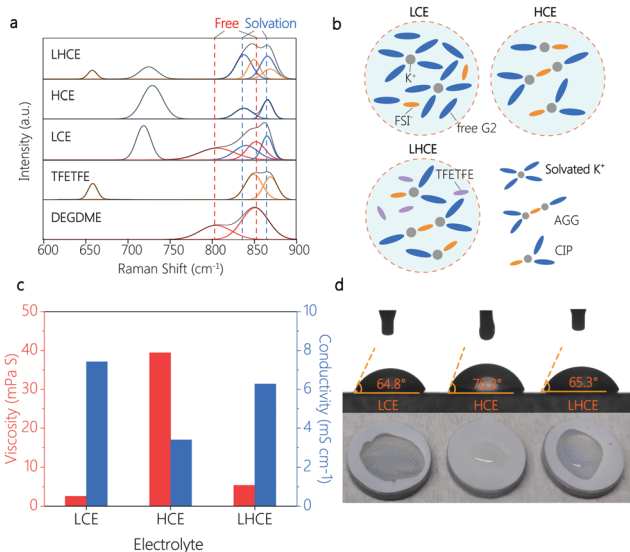 a
Free Solvation
LHCE
HCE
LCE
TFETFE
DEGDME
Intensity (a.u.)
600 650 700 750 800 850 900
Raman Shift (cm⁻¹)
b
LCE
HCE
K⁺
FSI⁻
free G2
LHCE
TFETFE
Solvated K⁺
AGG
CIP
c
Viscosity (mPa S)
50
40
30
20
10
0
Conductivity (mS cm⁻¹)
10
8
6
4
2
0
LCE HCE LHCE
Electrolyte
d
64.8° 65.3°
LCE HCE LHCE